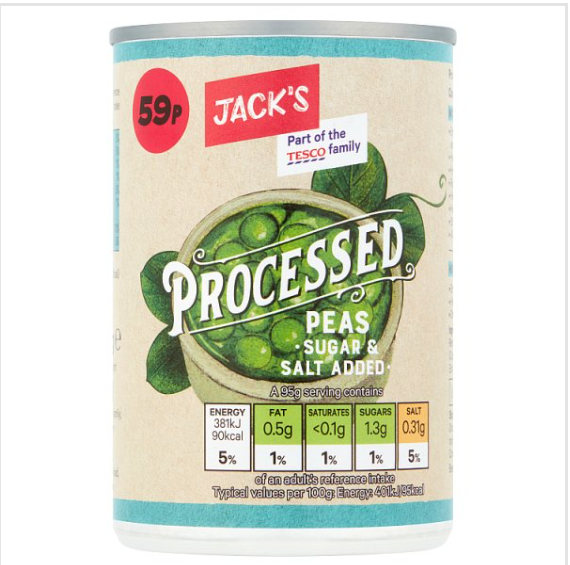 59P
JACK'S
Part of the
TESCO family
PROCESSED
PEAS
· SUGAR &
SALT ADDED ·
A 95g serving contains
ENERGY FAT SATURATES SUGARS SALT
381kJ 0.5g <0.1g 1.3g 0.31g
90kcal
5% 1% 1% 1% 5%
of an adult's reference intake
Typical values per 100g: Energy: 401kJ/95kcal